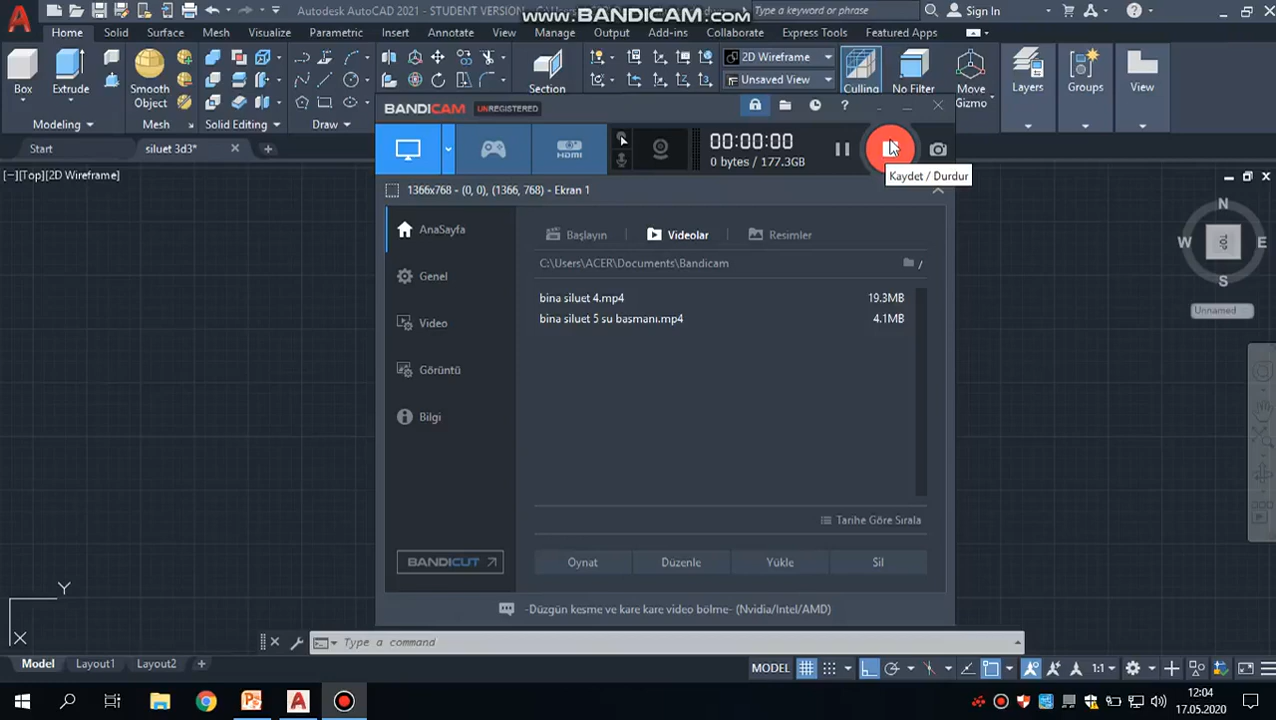 Autodesk AutoCAD 2021 - STUDENT VERSION
www.BANDICAM.com
Type a keyword or phrase
Sign In
Home Solid Surface Mesh Visualize Parametric Insert Annotate View Manage Output Add-ins Collaborate Express Tools Featured Apps
Box
Extrude
Smooth
Object
Section
2D Wireframe
Unsaved View
Culling
No Filter
Move
Gizmo
Layers
Groups
View
Modeling
Mesh
Draw
BANDICAM UNREGISTERED
Start
siluet 3d3*
HDMI
00:00:00
0 bytes / 177.3GB
Kaydet / Durdur
[−][Top][2D Wireframe]
1366x768 - (0, 0), (1366, 768) - Ekran 1
N
W TOP E
S
Unnamed
AnaSayfa
Genel
Video
Görüntü
Bilgi
Başlayın
Videolar
Resimler
C:\Users\ACER\Documents\Bandicam
/
bina siluet 4.mp4 19.3MB
bina siluet 5 su basmanı.mp4 4.1MB
Tarihe Göre Sırala
BANDICUT
Oynat Düzenle Yükle Sil
-Düzgün kesme ve kare kare video bölme- (Nvidia/Intel/AMD)
Y
X
Type a command
Model Layout1 Layout2
MODEL
1:1
12:04
17.05.2020